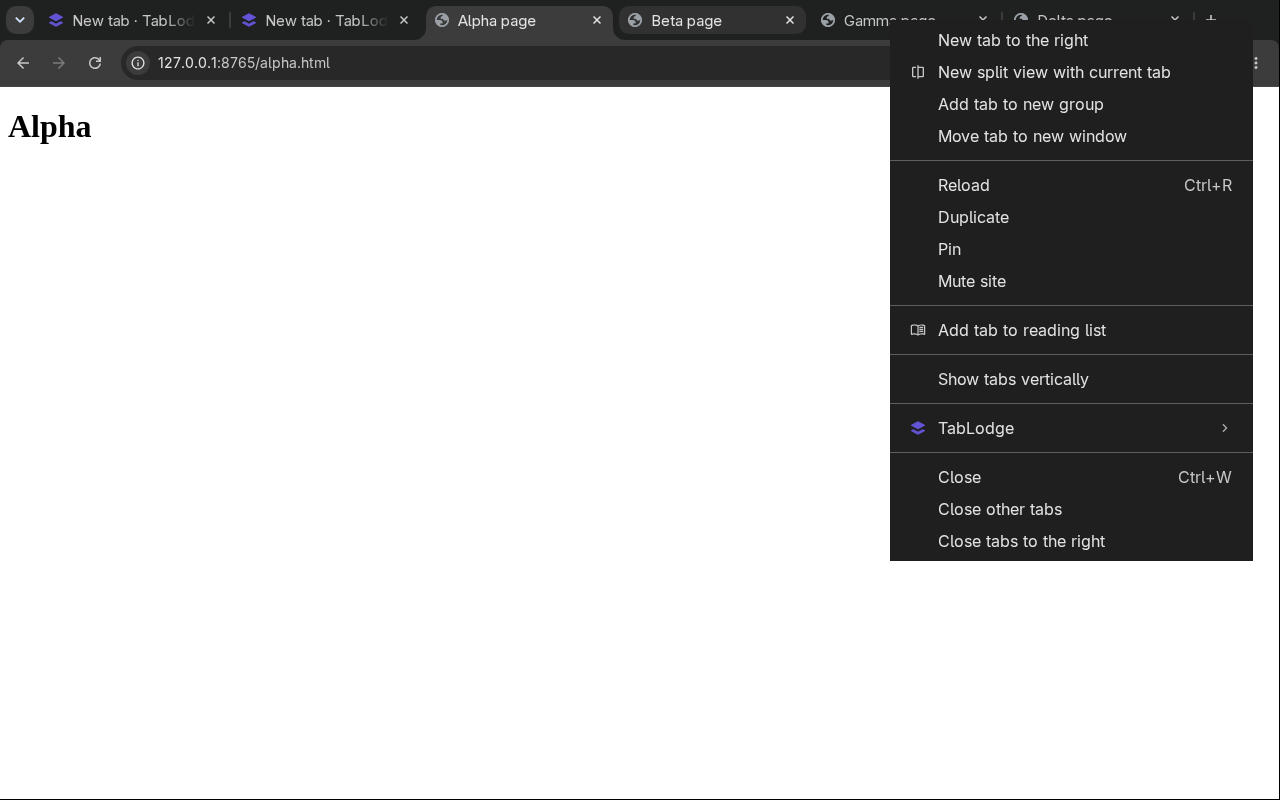 New tab · TabLod
New tab · TabLod
Alpha page
Beta page
127.0.0.1:8765/alpha.html
Alpha
New tab to the right
New split view with current tab
Add tab to new group
Move tab to new window
Reload Ctrl+R
Duplicate
Pin
Mute site
Add tab to reading list
Show tabs vertically
TabLodge
Close Ctrl+W
Close other tabs
Close tabs to the right